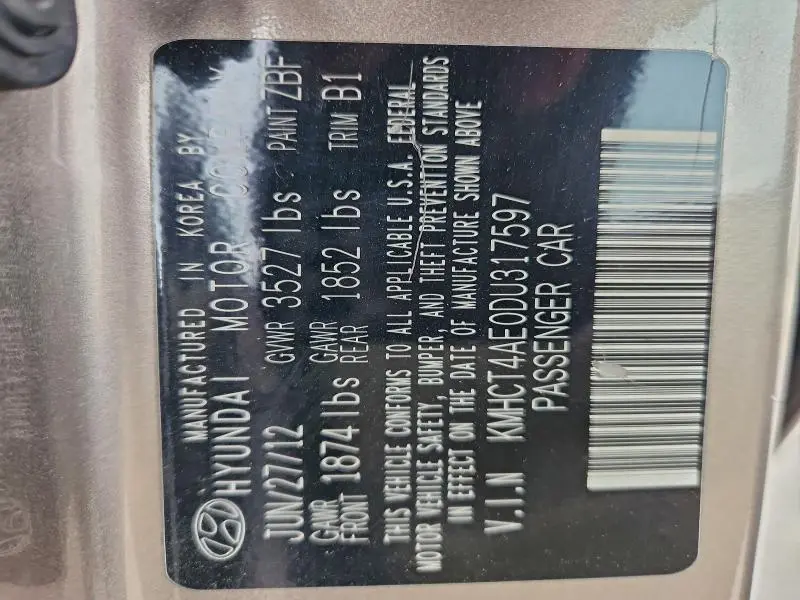 MANUFACTURED IN KOREA BY
HYUNDAI MOTOR COMPANY
JUN/27/12 GVWR 3527 lbs PAINT ZBF
GAWR FRONT 1874 lbs GAWR REAR 1852 lbs TRIM B1
THIS VEHICLE CONFORMS TO ALL APPLICABLE U.S.A. FEDERAL
MOTOR VEHICLE SAFETY, BUMPER, AND THEFT PREVENTION STANDARDS
IN EFFECT ON THE DATE OF MANUFACTURE SHOWN ABOVE
V.I.N KMHCT4AE0DU317597
PASSENGER CAR